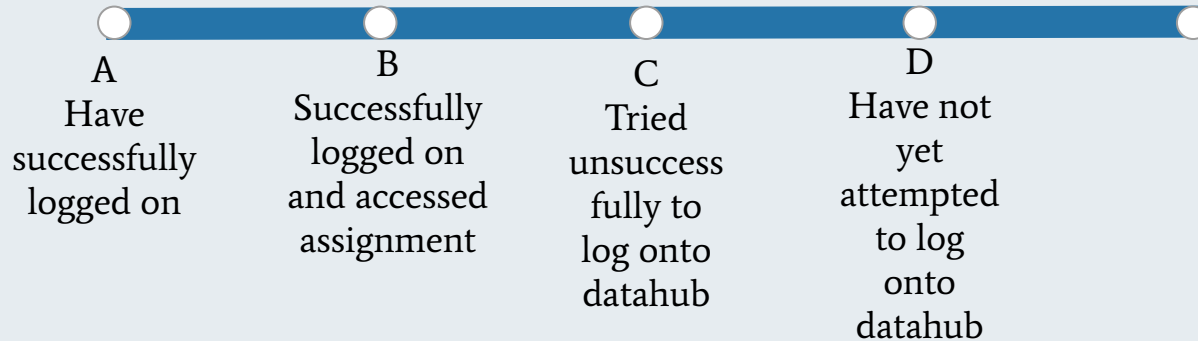 A
Have
successfully
logged on
B
Successfully
logged on
and accessed
assignment
C
Tried
unsuccess
fully to
log onto
datahub
D
Have not
yet
attempted
to log
onto
datahub